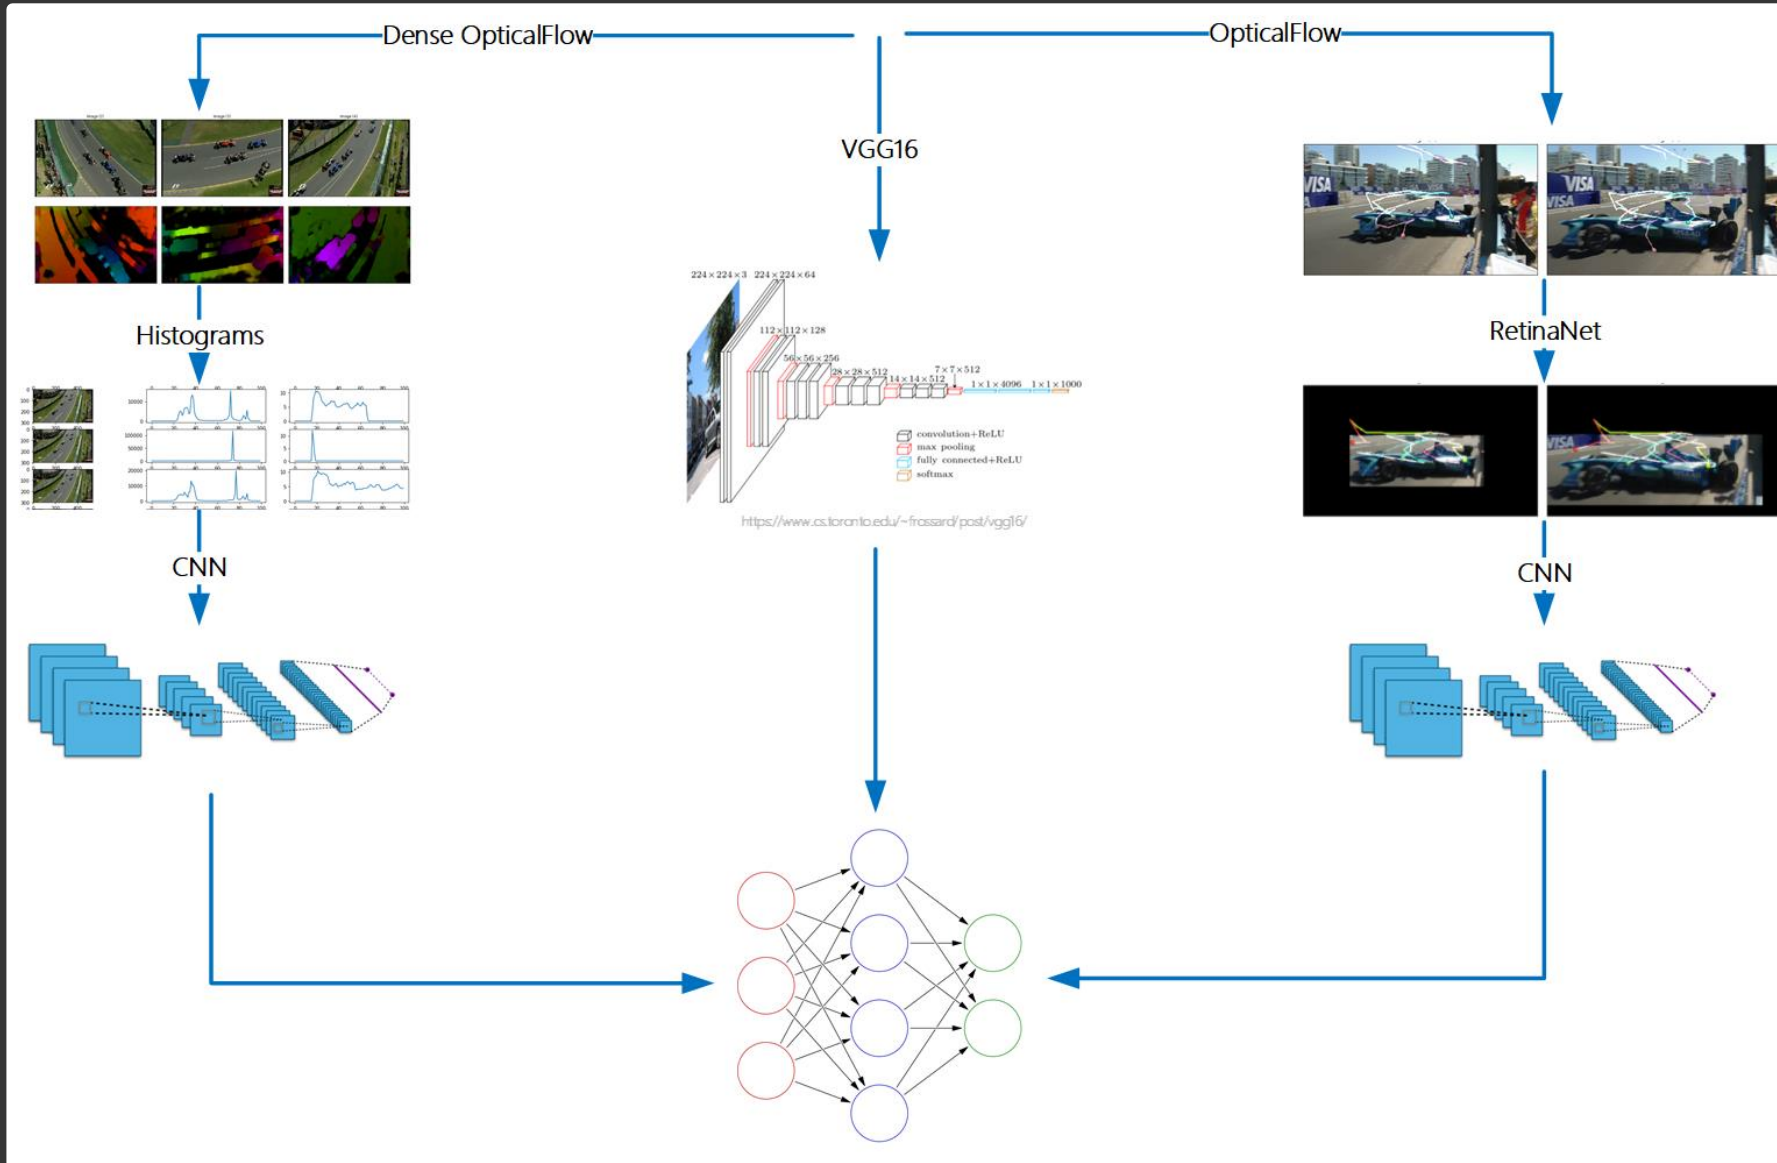 Dense OpticalFlow
OpticalFlow
VGG16
VISA
VISA
VISA
Histograms
RetinaNet
224×224×3 224×224×64
112×112×128
56×56×256
28×28×512
14×14×512
7×7×512
1×1×4096 1×1×1000
convolution+ReLU
max pooling
fully connected+ReLU
softmax
https://www.cs.toronto.edu/~frossard/post/vgg16/
CNN
CNN